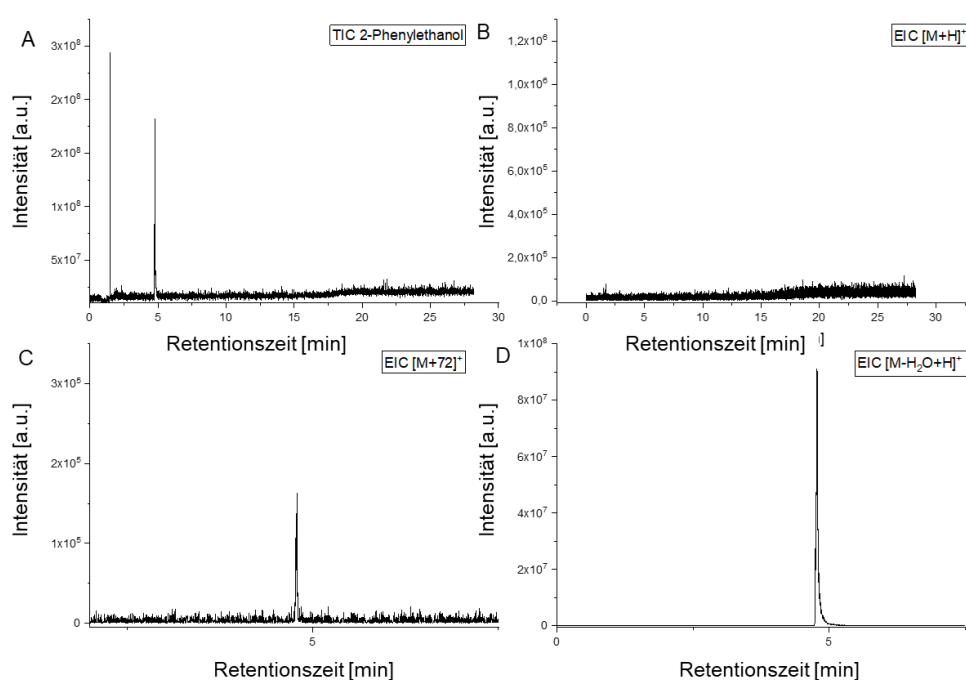 A
TIC 2-Phenylethanol
3x10⁸
2x10⁸
2x10⁸
1x10⁸
5x10⁷
Intensität [a.u.]
0 5 10 15 20 25 30
Retentionszeit [min]
B
EIC [M+H]⁺
1,2x10⁶
1,0x10⁶
8,0x10⁵
6,0x10⁵
4,0x10⁵
2,0x10⁵
0,0
Intensität [a.u.]
0 5 10 15 20 25 30
Retentionszeit [min]
]
C
EIC [M+72]⁺
3x10⁵
2x10⁵
1x10⁵
0
Intensität [a.u.]
5
Retentionszeit [min]
D
EIC [M-H₂O+H]⁺
1x10⁸
8x10⁷
6x10⁷
4x10⁷
2x10⁷
0
Intensität [a.u.]
0 5
Retentionszeit [min]